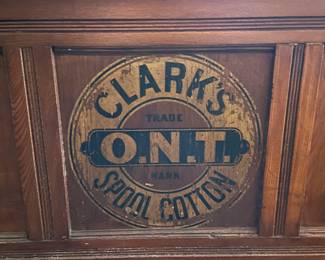 CLARK'S
TRADE
O.N.T.
MARK
SPOOL COTTON